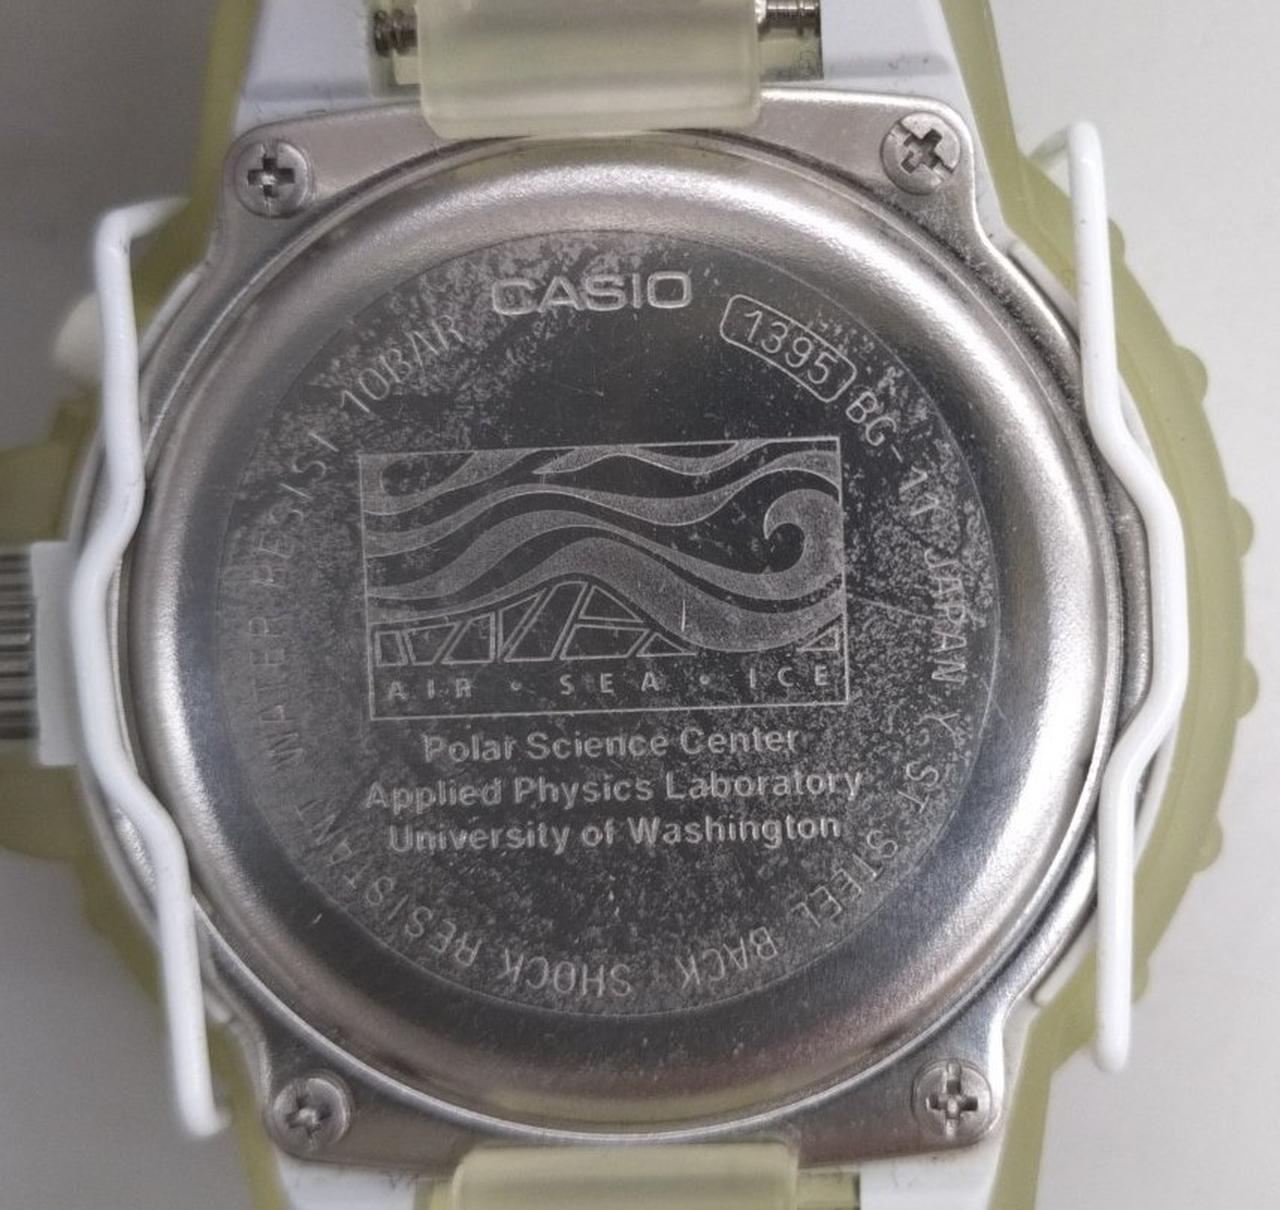 CASIO
1395 BG-11 JAPAN Y ST. STEEL BACK SHOCK RESISTANT WATER RESIST 10BAR
AIR • SEA • ICE
Polar Science Center
Applied Physics Laboratory
University of Washington